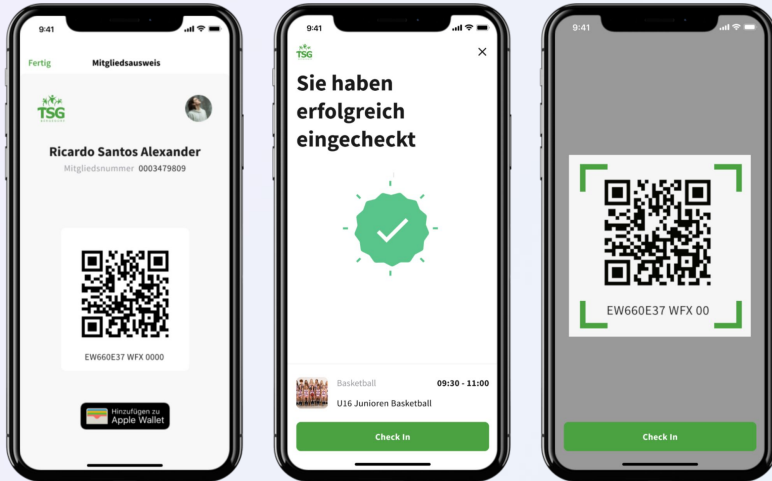 9:41
Fertig
Mitgliedsausweis
TSG
Ricardo Santos Alexander
Mitgliedsnummer 0003479809
EW660E37 WFX 0000
Hinzufügen zu
Apple Wallet
9:41
TSG
Sie haben
erfolgreich
eingecheckt
Basketball
09:30 - 11:00
U16 Junioren Basketball
Check In
9:41
EW660E37 WFX 00
Check In